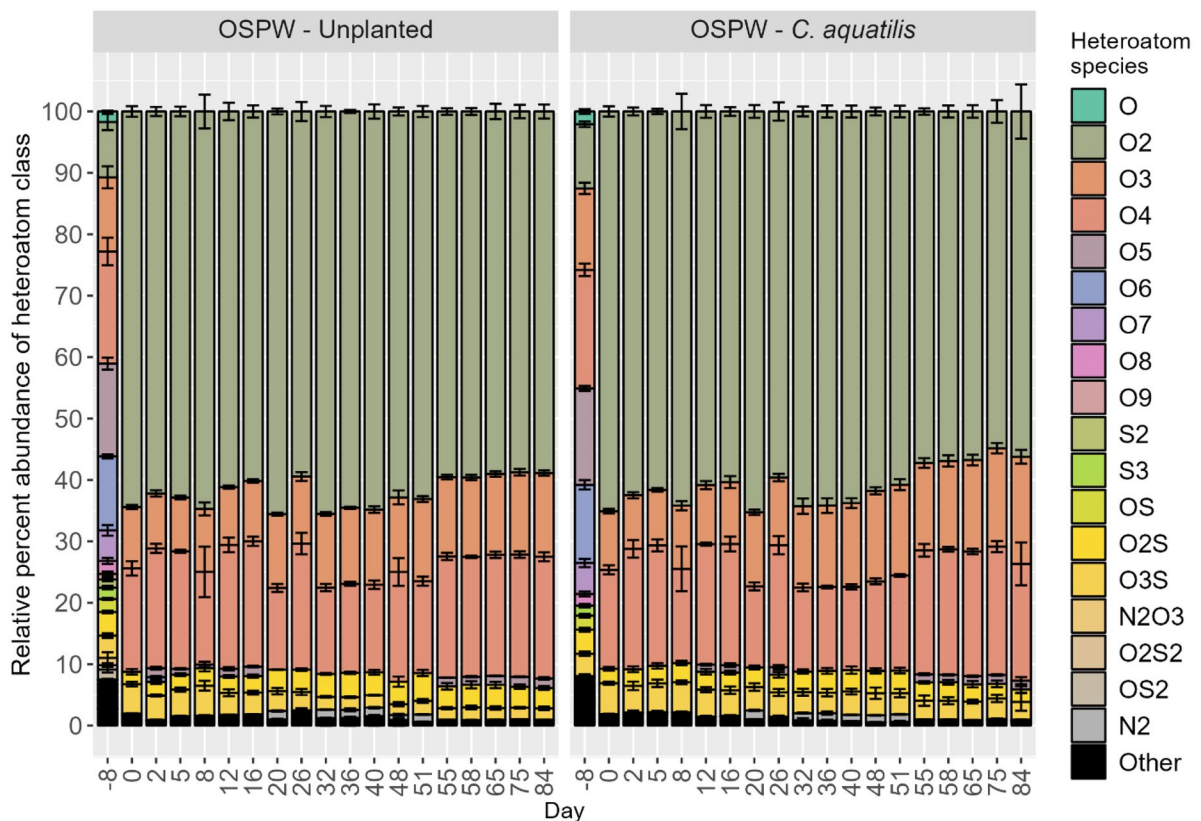 OSPW - Unplanted
OSPW - C. aquatilis
Relative percent abundance of heteroatom class
100
90
80
70
60
50
40
30
20
10
0
-8 0 2 5 8 12 16 20 26 32 36 40 48 51 55 58 65 75 84
-8 0 2 5 8 12 16 20 26 32 36 40 48 51 55 58 65 75 84
Day
Heteroatom
species
O
O2
O3
O4
O5
O6
O7
O8
O9
S2
S3
OS
O2S
O3S
N2O3
O2S2
OS2
N2
Other